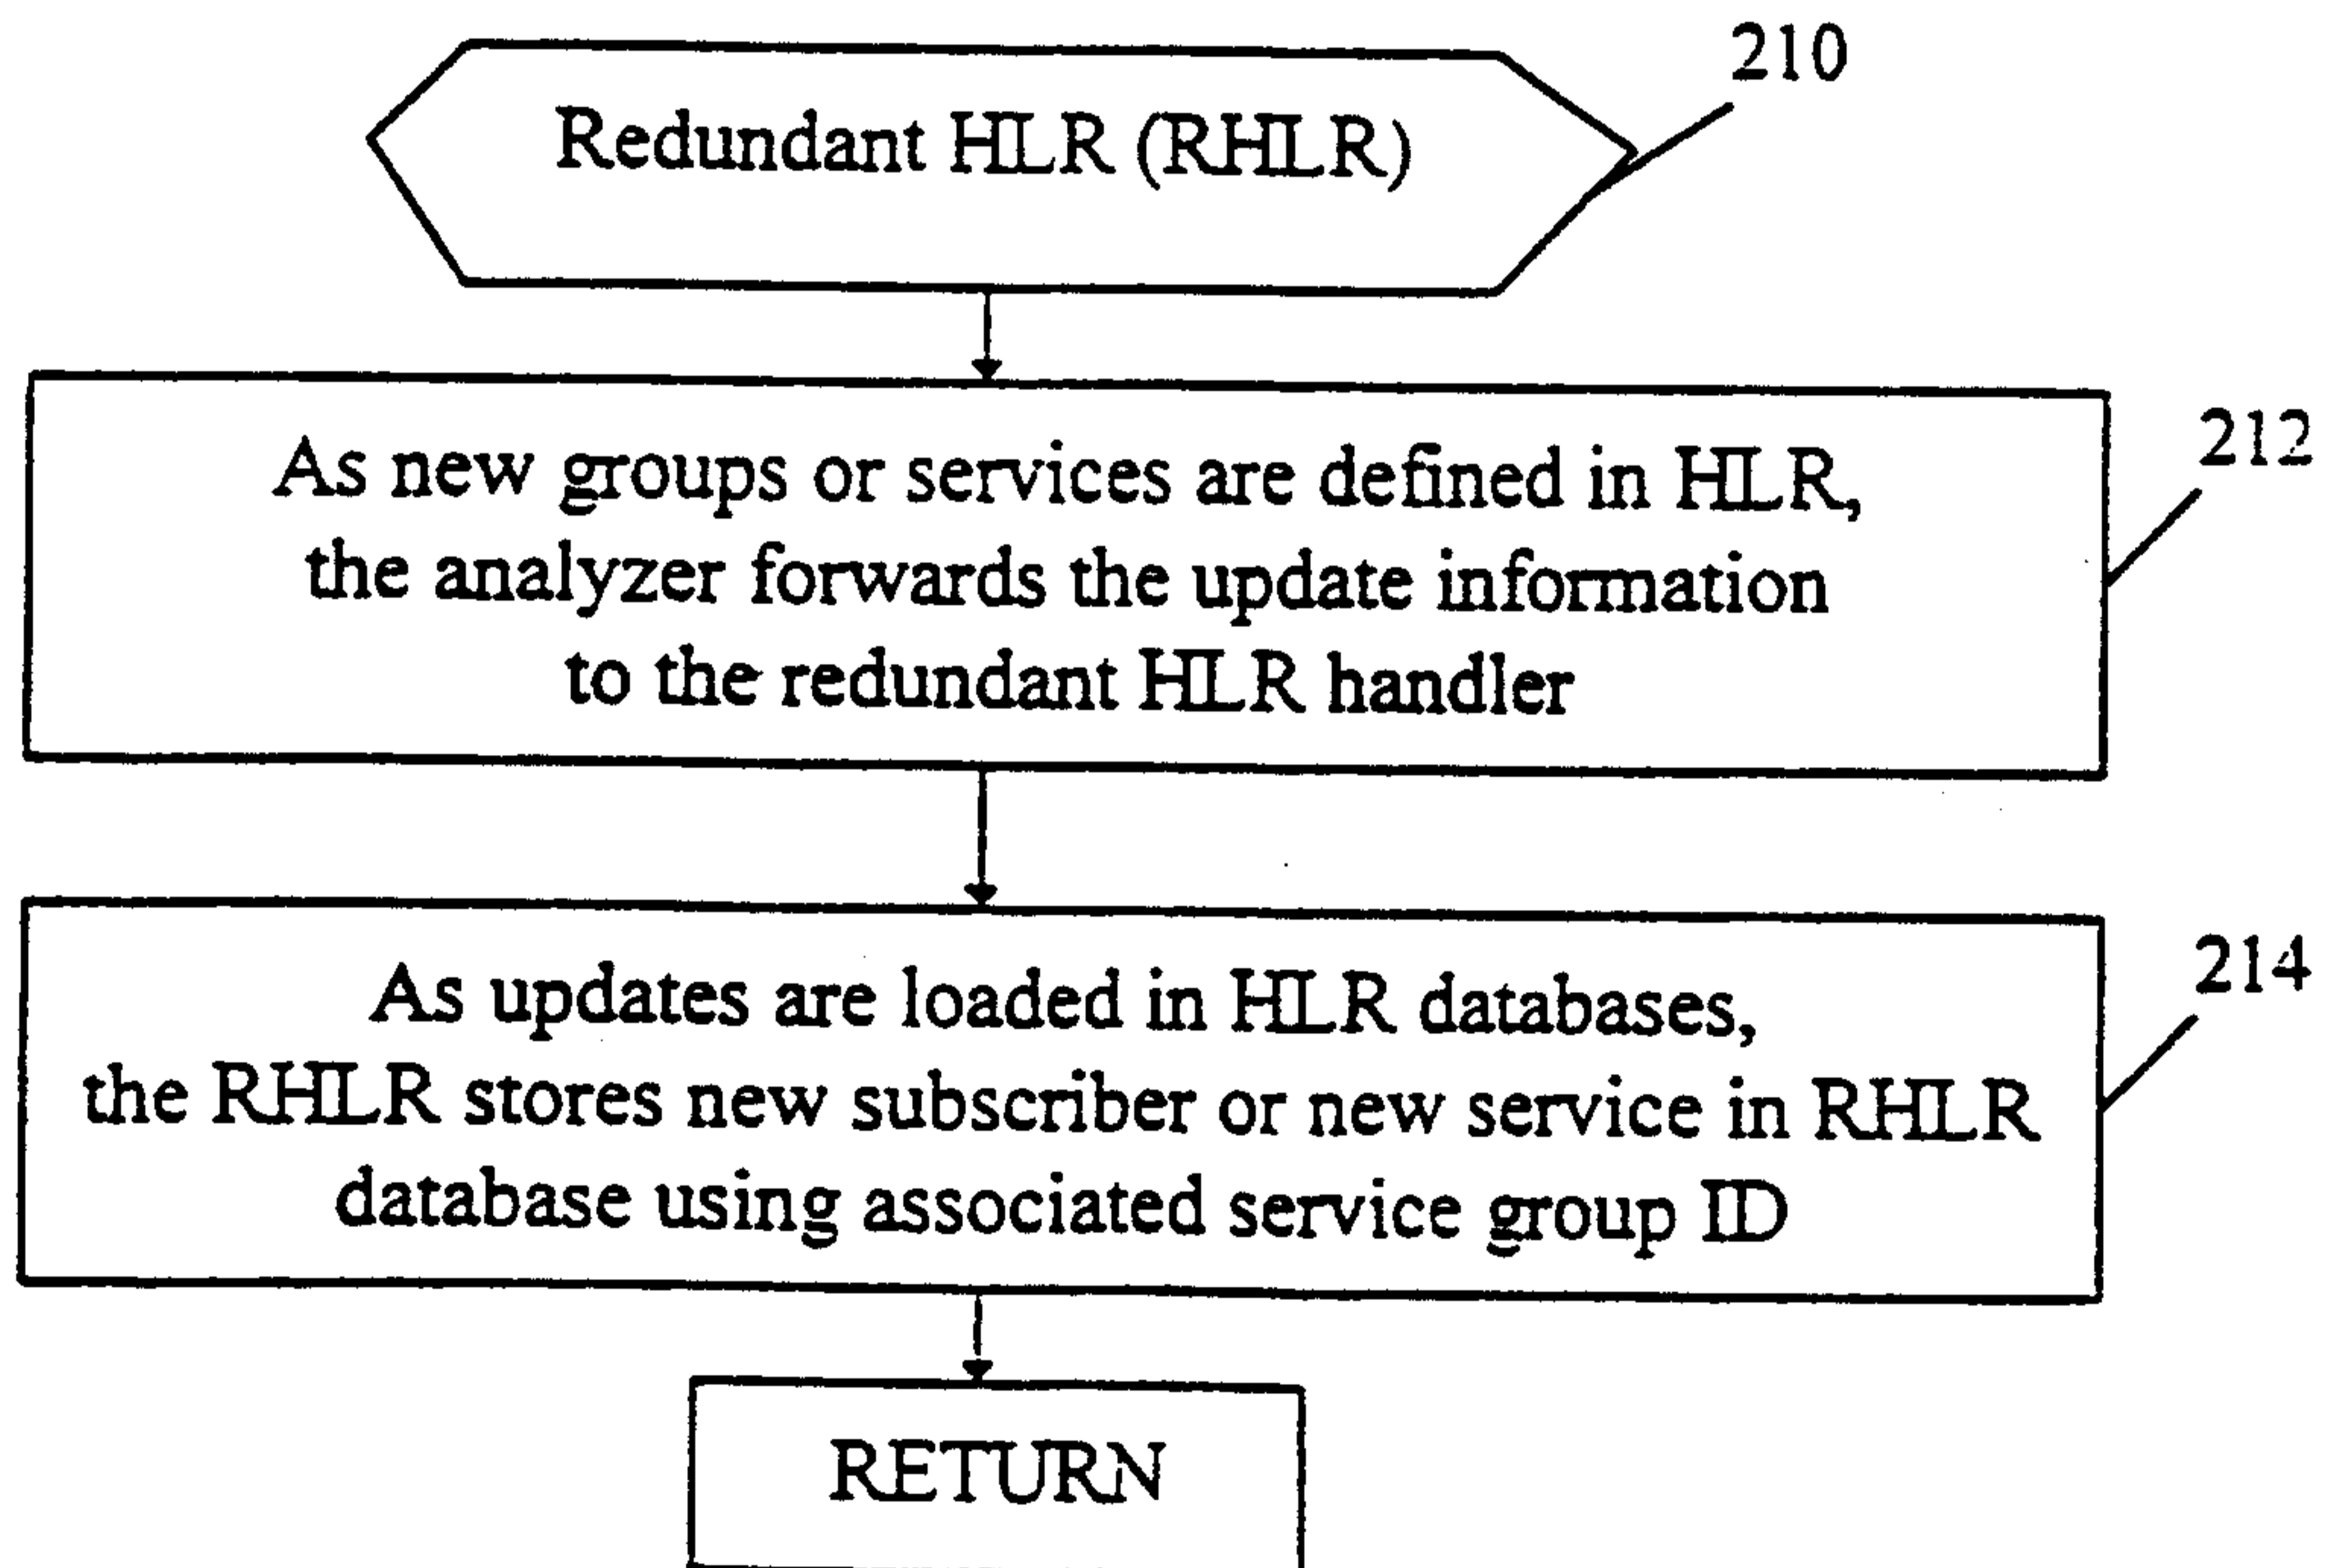 210
Redundant HLR (RHLR)
212
As new groups or services are defined in HLR,
the analyzer forwards the update information
to the redundant HLR handler
214
As updates are loaded in HLR databases,
the RHLR stores new subscriber or new service in RHLR
database using associated service group ID
RETURN